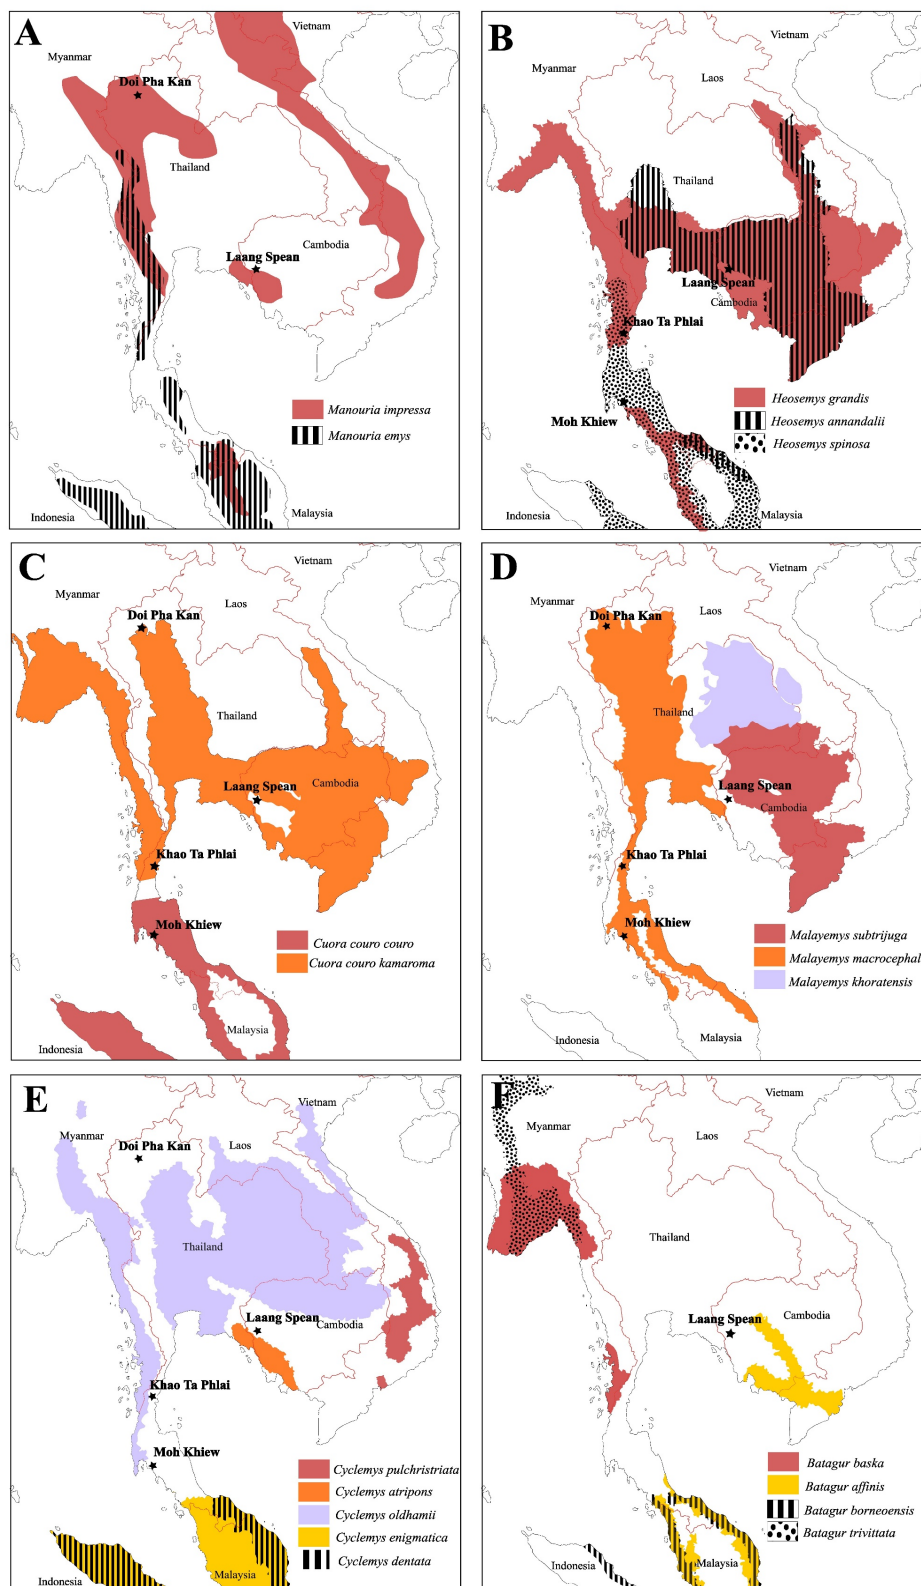 A
Vietnam
Myanmar
Doi Pha Kan
Thailand
Cambodia
Laang Spean
Manouria impressa
Manouria emys
Malaysia
Indonesia
B
Vietnam
Myanmar
Laos
Thailand
Laang Spean
Cambodia
Khao Ta Phlai
Heosemys grandis
Moh Khiew
Heosemys annandalii
Heosemys spinosa
Indonesia
Malaysia
C
Vietnam
Myanmar
Laos
Doi Pha Kan
Thailand
Laang Spean
Cambodia
Khao Ta Phlai
Moh Khiew
Cuora couro couro
Cuora couro kamaroma
Malaysia
Indonesia
D
Vietnam
Myanmar
Laos
Doi Pha Kan
Thailand
Laang Spean
Cambodia
Khao Ta Phlai
Moh Khiew
Malayemys subtrijuga
Malayemys macrocephal
Malayemys khoratensis
Indonesia
Malaysia
E
Vietnam
Myanmar
Laos
Doi Pha Kan
Thailand
Laang Spean
Cambodia
Khao Ta Phlai
Moh Khiew
Cyclemys pulchristriata
Cyclemys atripons
Cyclemys oldhamii
Cyclemys enigmatica
Cyclemys dentata
Malaysia
Indonesia
F
Vietnam
Myanmar
Laos
Thailand
Laang Spean
Cambodia
Batagur baska
Batagur affinis
Batagur borneoensis
Batagur trivittata
Indonesia
Malaysia